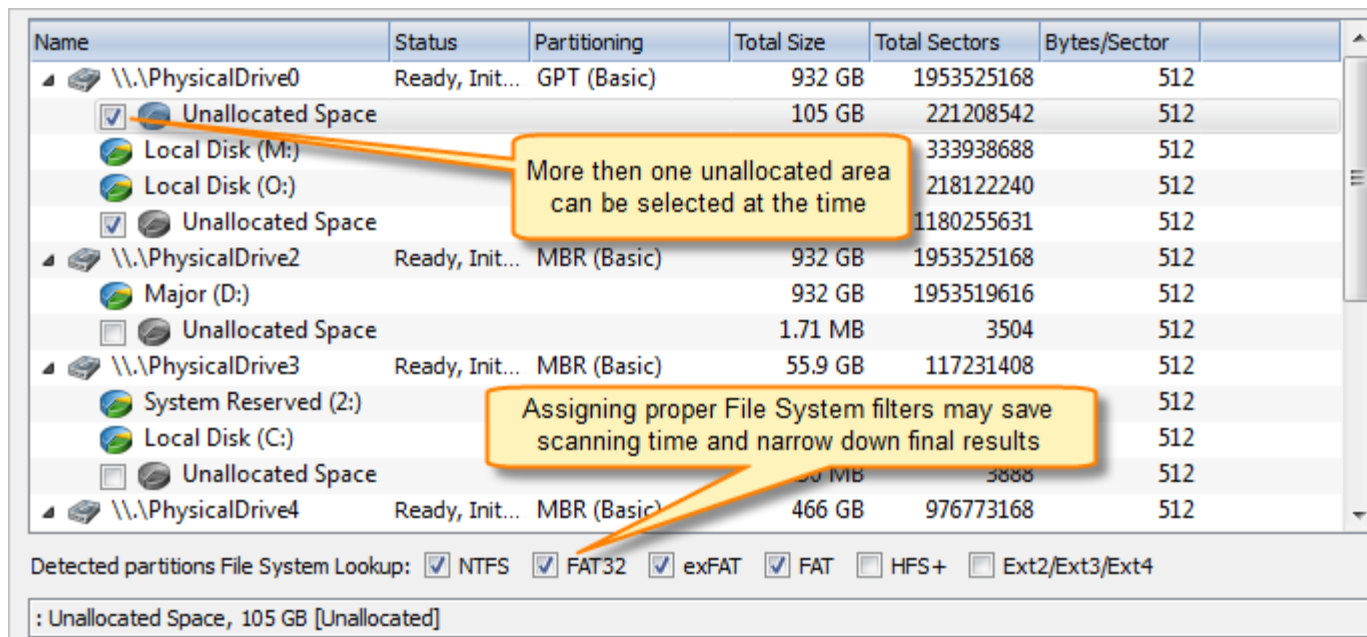 Name Status Partitioning Total Size Total Sectors Bytes/Sector
\\.\PhysicalDrive0 Ready, Init... GPT (Basic) 932 GB 1953525168 512
Unallocated Space 105 GB 221208542 512
Local Disk (M:) 333938688 512
More then one unallocated area
Local Disk (O:) 218122240 512
can be selected at the time
Unallocated Space 1180255631 512
\\.\PhysicalDrive2 Ready, Init... MBR (Basic) 932 GB 1953525168 512
Major (D:) 932 GB 1953519616 512
Unallocated Space 1.71 MB 3504 512
\\.\PhysicalDrive3 Ready, Init... MBR (Basic) 55.9 GB 117231408 512
System Reserved (2:) 512
Assigning proper File System filters may save
Local Disk (C:) 512
scanning time and narrow down final results
Unallocated Space MB 3888 512
\\.\PhysicalDrive4 Ready, Init... MBR (Basic) 466 GB 976773168 512
Detected partitions File System Lookup: NTFS FAT32 exFAT FAT HFS+ Ext2/Ext3/Ext4
: Unallocated Space, 105 GB [Unallocated]